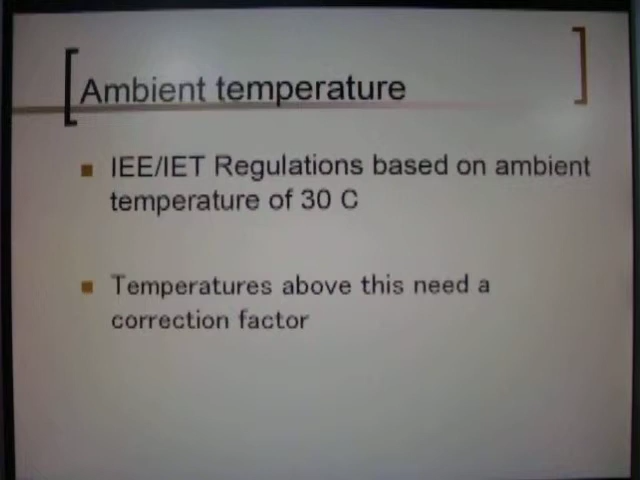 Ambient temperature
IEE/IET Regulations based on ambient
temperature of 30 C
Temperatures above this need a
correction factor